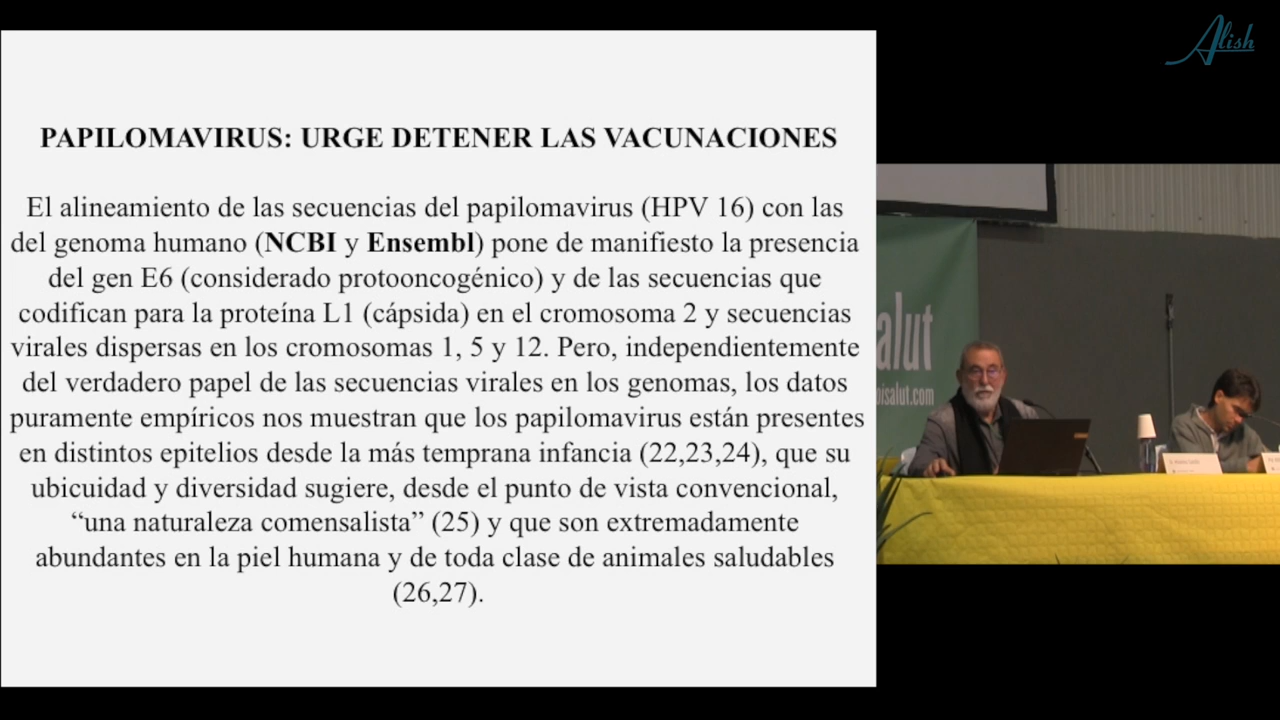 Alish
PAPILOMAVIRUS: URGE DETENER LAS VACUNACIONES
El alineamiento de las secuencias del papilomavirus (HPV 16) con las
del genoma humano (NCBI y Ensembl) pone de manifiesto la presencia
del gen E6 (considerado protooncogénico) y de las secuencias que
codifican para la proteína L1 (cápsida) en el cromosoma 2 y secuencias
virales dispersas en los cromosomas 1, 5 y 12. Pero, independientemente
del verdadero papel de las secuencias virales en los genomas, los datos
puramente empíricos nos muestran que los papilomavirus están presentes
en distintos epitelios desde la más temprana infancia (22,23,24), que su
ubicuidad y diversidad sugiere, desde el punto de vista convencional,
“una naturaleza comensalista” (25) y que son extremadamente
abundantes en la piel humana y de toda clase de animales saludables
(26,27).
alut
oisalut.com